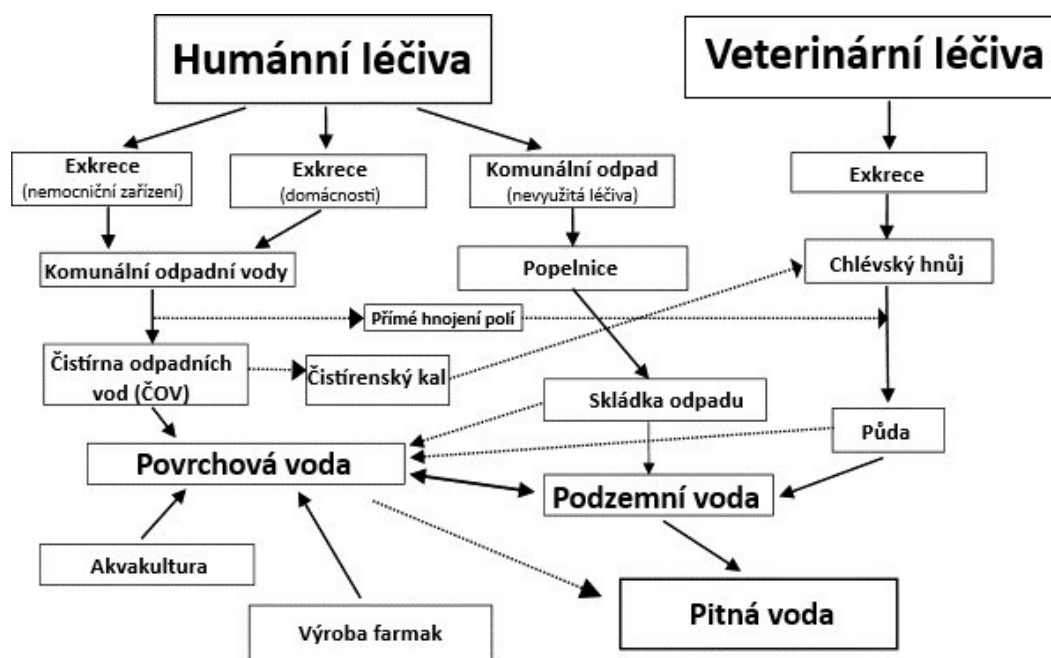 Humánní léčiva
Veterinární léčiva
Exkrece
(nemocniční zařízení)
Exkrece
(domácnosti)
Komunální odpad
(nevyužitá léčiva)
Exkrece
Komunální odpadní vody
Popelnice
Chlévský hnůj
Přímé hnojení polí
Čistírna odpadních
vod (ČOV)
Čistírenský kal
Skládka odpadu
Půda
Povrchová voda
Podzemní voda
Akvakultura
Výroba farmak
Pitná voda